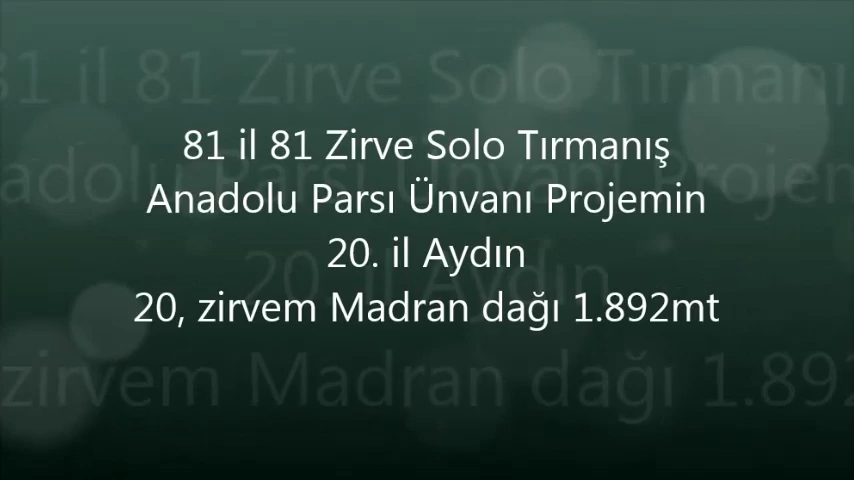 81 il 81 Zirve Solo Tırmanış
Anadolu Parsı Ünvanı Projemin
20. il Aydın
20, zirvem Madran dağı 1.892mt